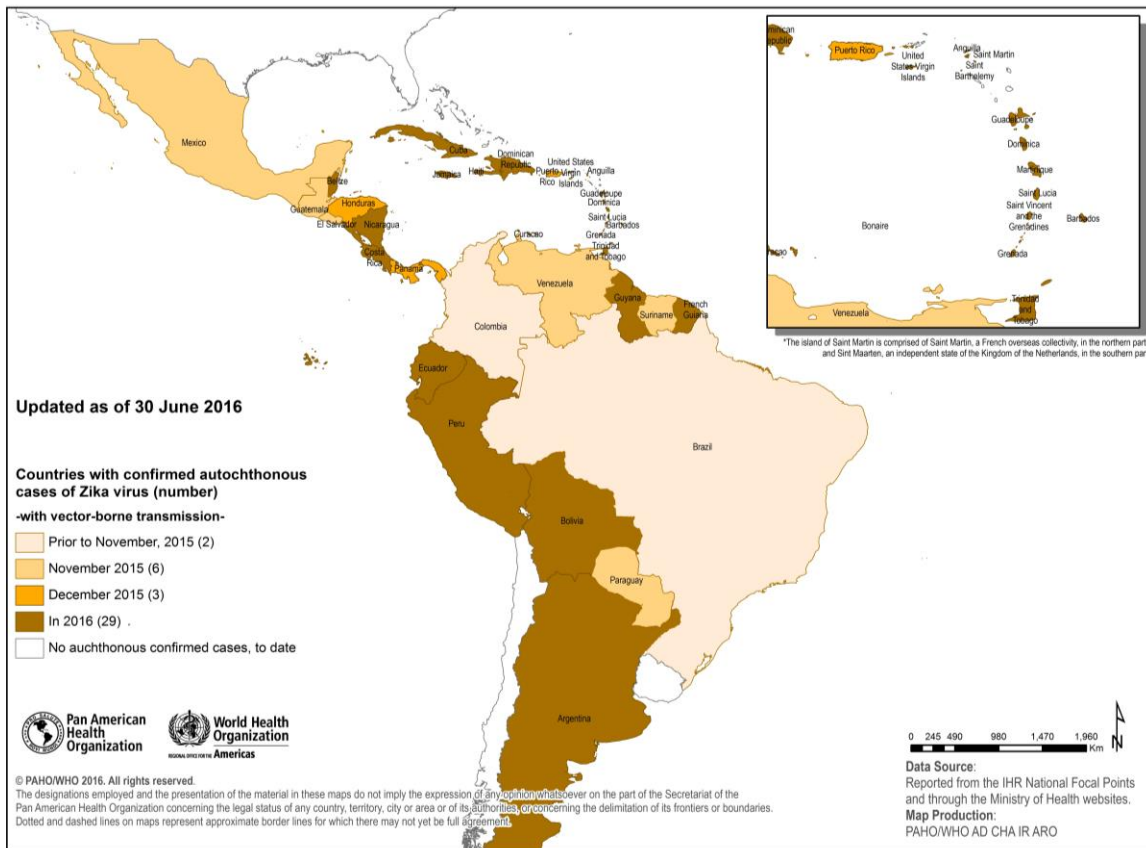 Mexico
Belize
Guatemala
Honduras
El Salvador
Nicaragua
Costa
Rica
Panama
Cuba
Jamaica
Haiti
Dominican
Republic
Puerto
Rico
United States
Virgin
Islands
Anguilla
Guadeloupe
Dominica
Saint Lucia
Barbados
Grenada
Trinidad
and Tobago
Curacao
Venezuela
Guyana
Suriname
French
Guiana
Colombia
Ecuador
Peru
Brazil
Bolivia
Paraguay
Argentina
Puerto Rico
United
States Virgin
Islands
Anguilla
Saint Martin
Saint
Barthelemy
Guadeloupe
Dominica
Martinique
Saint Lucia
Saint Vincent
and the
Grenadines
Barbados
Bonaire
Grenada
Venezuela
Trinidad
and
Tobago
*The island of Saint Martin is comprised of Saint Martin, a French overseas collectivity, in the northern part
and Sint Maarten, an independent state of the Kingdom of the Netherlands, in the southern par
Updated as of 30 June 2016
Countries with confirmed autochthonous
cases of Zika virus (number)
-with vector-borne transmission-
Prior to November, 2015 (2)
November 2015 (6)
December 2015 (3)
In 2016 (29) .
No auchthonous confirmed cases, to date
Pan American
Health
Organization
World Health
Organization
REGIONAL OFFICE FOR THE Americas
© PAHO/WHO 2016. All rights reserved.
The designations employed and the presentation of the material in these maps do not imply the expression of any opinion whatsoever on the part of the Secretariat of the
Pan American Health Organization concerning the legal status of any country, territory, city or area or of its authorities, or concerning the delimitation of its frontiers or boundaries.
Dotted and dashed lines on maps represent approximate border lines for which there may not yet be full agreement.
N
0 245 490 980 1,470 1,960
Km
Data Source:
Reported from the IHR National Focal Points
and through the Ministry of Health websites.
Map Production:
PAHO/WHO AD CHA IR ARO